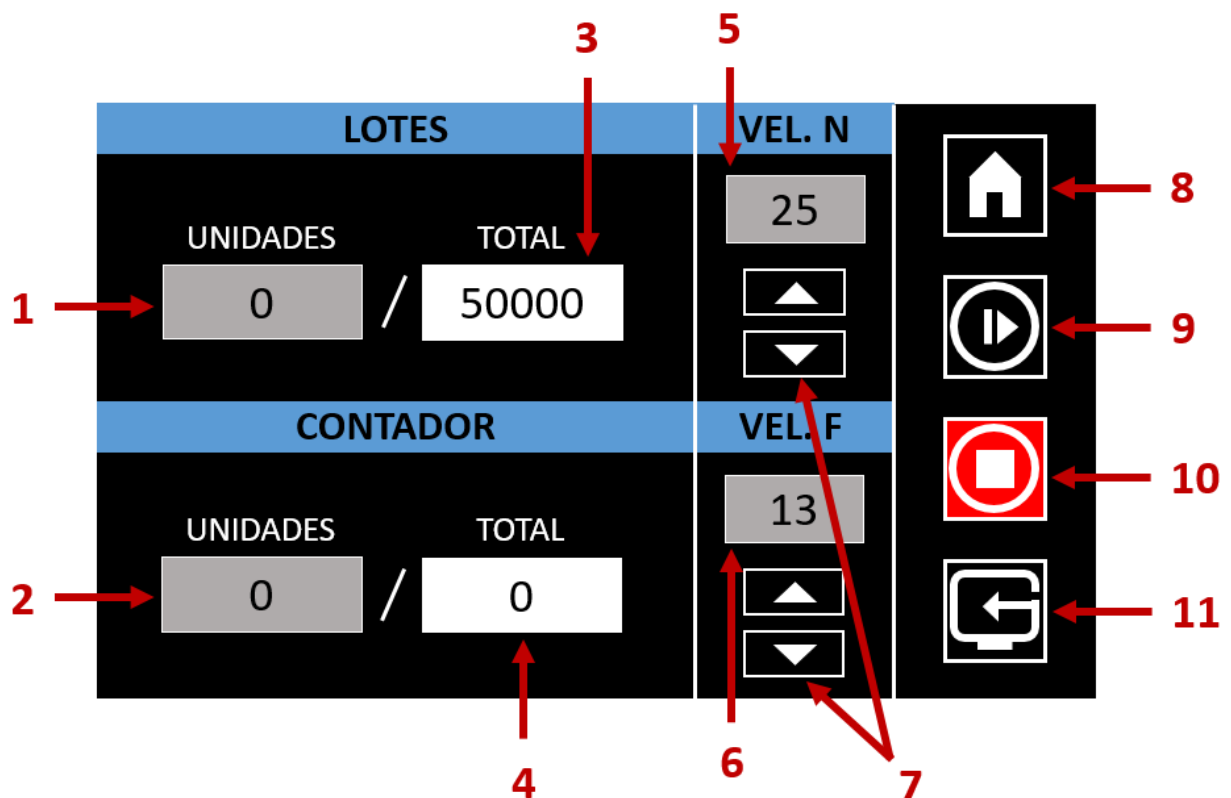 3 5
LOTES VEL. N
8
25
UNIDADES TOTAL
1 0 / 50000
9
CONTADOR VEL. F
10
13
UNIDADES TOTAL
2 0 / 0
11
6
4 7